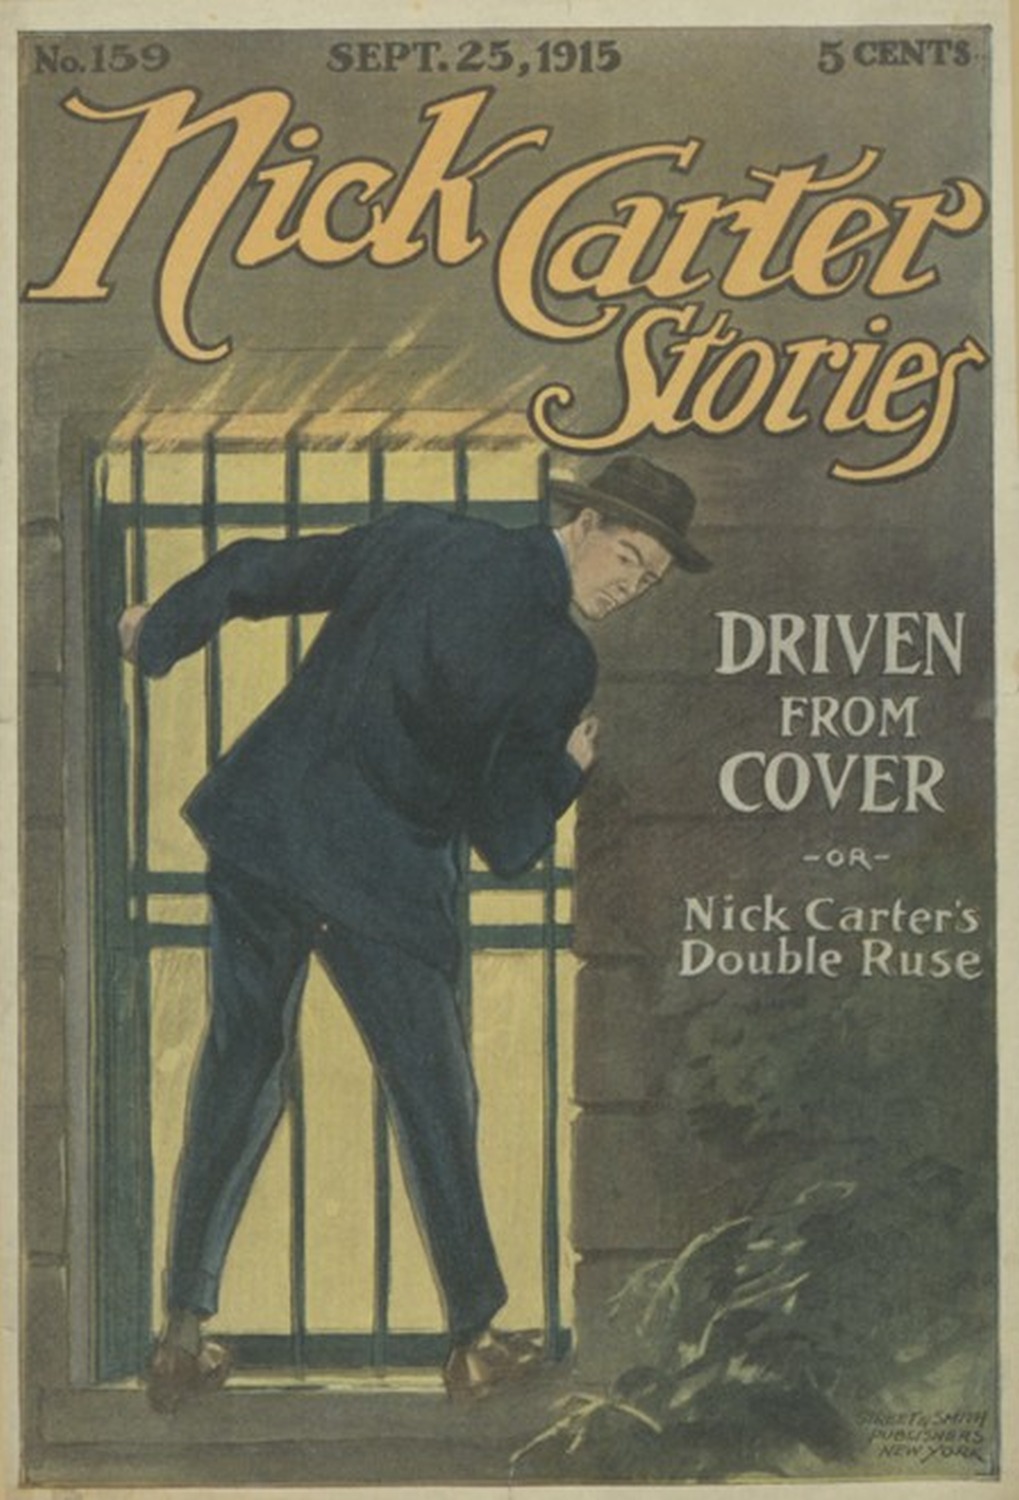 No. 159 SEPT. 25, 1915 5 CENTS.
Nick Carter
Stories
DRIVEN
FROM
COVER
-OR-
Nick Carter's
Double Ruse
STREET & SMITH
PUBLISHERS
NEW YORK